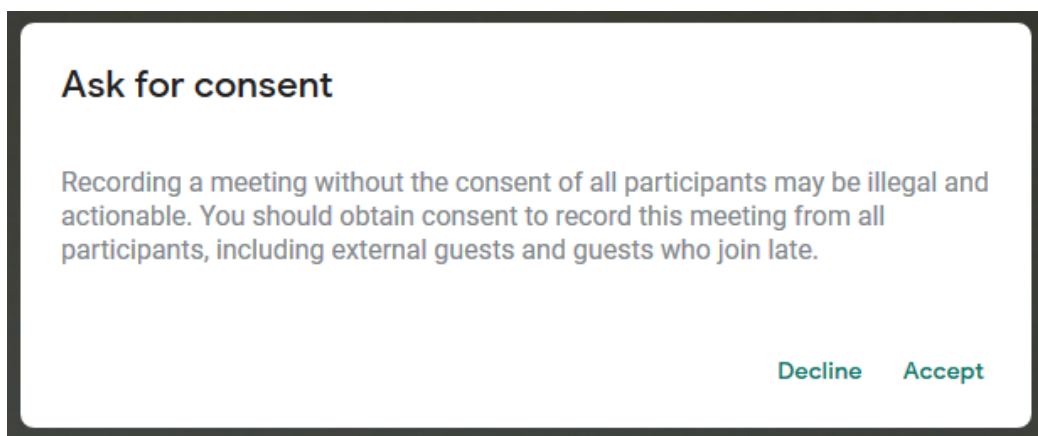 Ask for consent
Recording a meeting without the consent of all participants may be illegal and
actionable. You should obtain consent to record this meeting from all
participants, including external guests and guests who join late.
Decline Accept